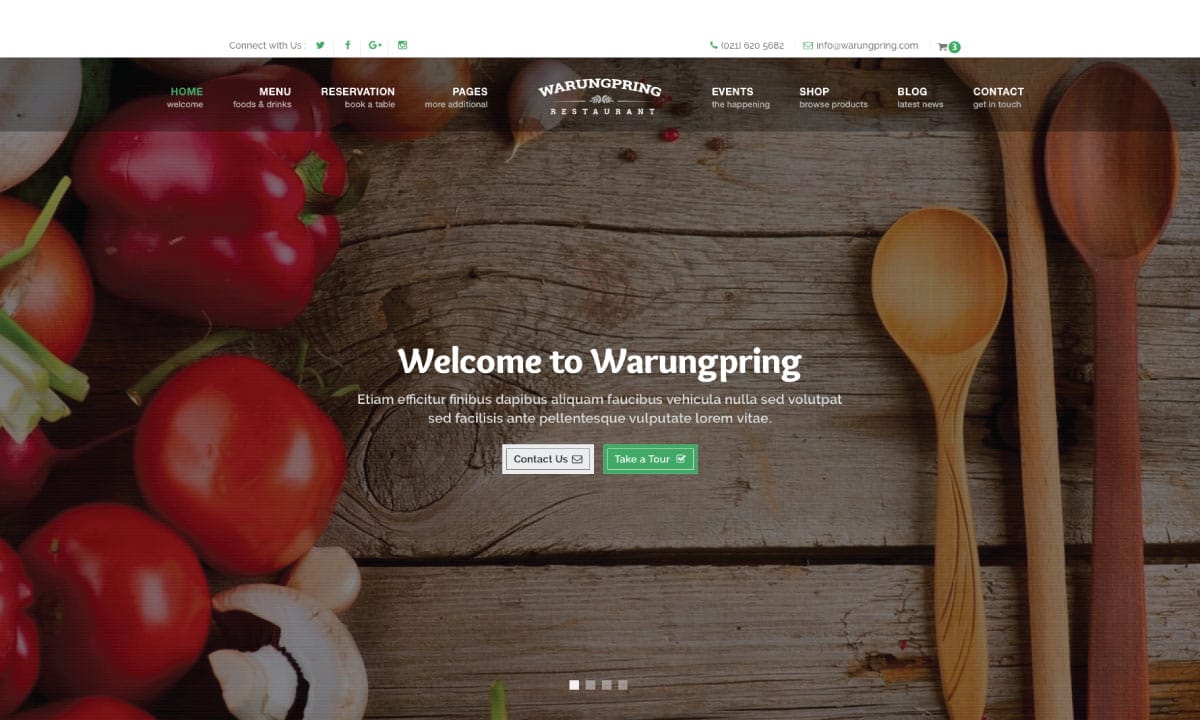 Connect with Us :
(021) 620 5682
info@warungpring.com
3
HOME
welcome
MENU
foods & drinks
RESERVATION
book a table
PAGES
more additional
WARUNGPRING
RESTAURANT
EVENTS
the happening
SHOP
browse products
BLOG
latest news
CONTACT
get in touch
Welcome to Warungpring
Etiam efficitur finibus dapibus aliquam faucibus vehicula nulla sed volutpat
sed facilisis ante pellentesque vulputate lorem vitae.
Contact Us
Take a Tour